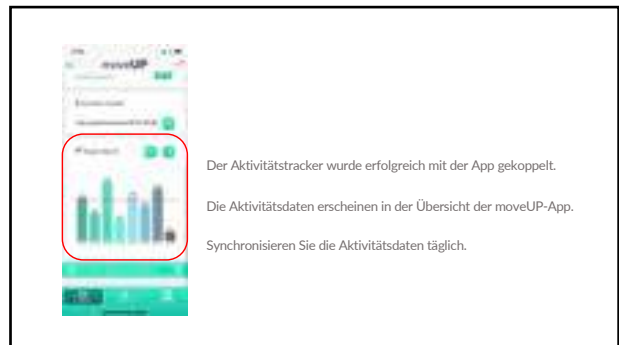 moveUP
Der Aktivitätstracker wurde erfolgreich mit der App gekoppelt.
Die Aktivitätsdaten erscheinen in der Übersicht der moveUP-App.
Synchronisieren Sie die Aktivitätsdaten täglich.